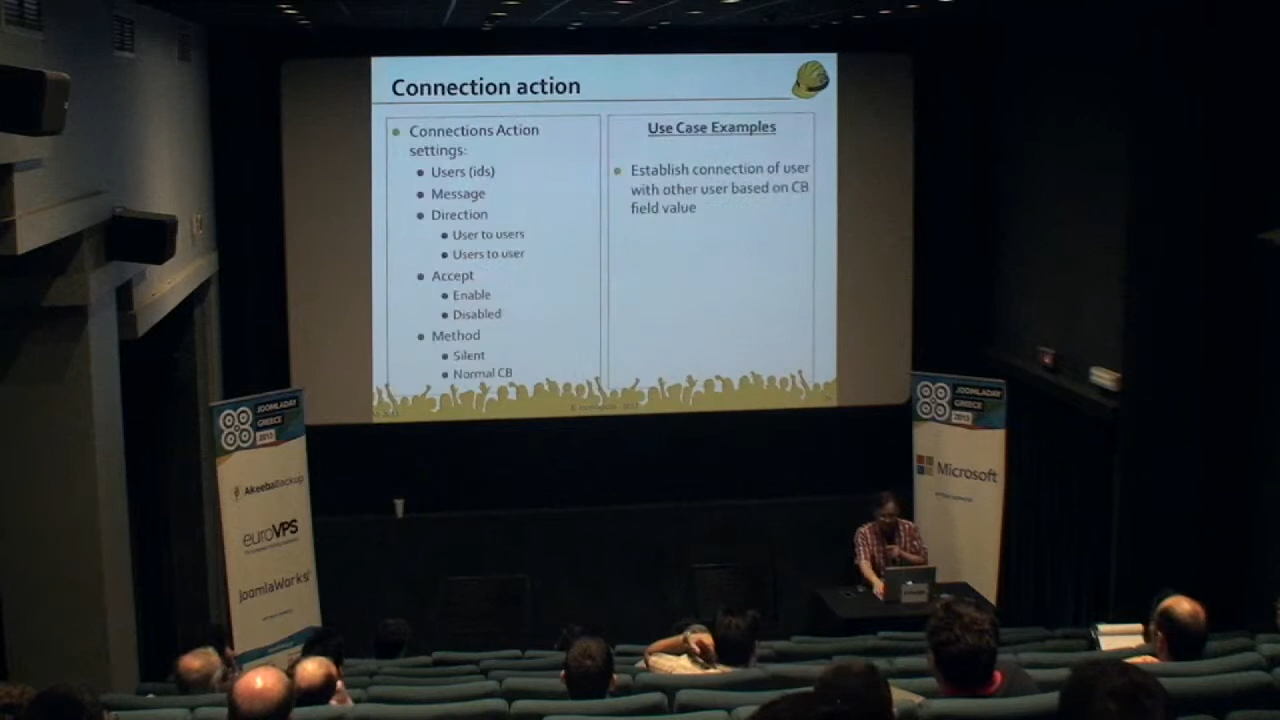 Connection action
Connections Action
settings:
Users (ids)
Message
Direction
User to users
Users to user
Accept
Enable
Disabled
Method
Silent
Normal CB
Use Case Examples
Establish connection of user
with other user based on CB
field value
JOOMLADAY
GREECE
2013
AkeebaBackup
euroVPS
JoomlaWorks
JOOMLADAY
GREECE
2013
Microsoft